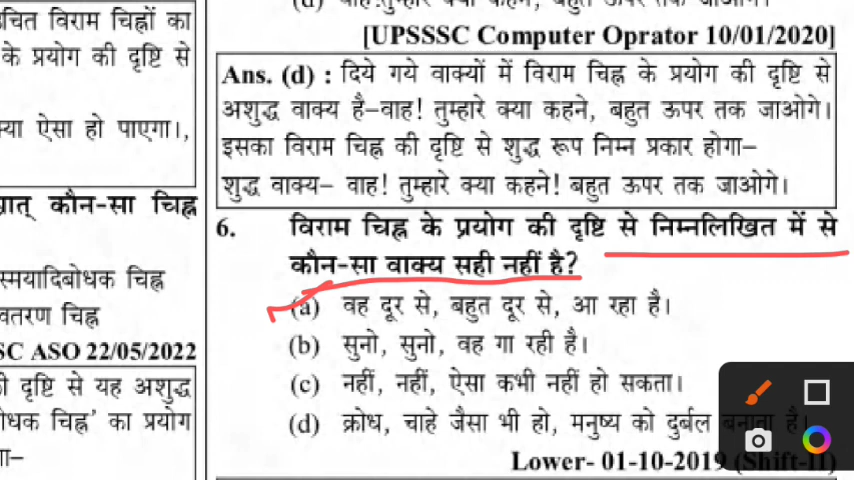 चित विराम चिह्नों का
के प्रयोग की दृष्टि से
ऐसा हो पाएगा।,
कौन-सा चिह्न
स्मयादिबोधक चिह्न
वतरण चिह्न
SC ASO 22/05/2022
दृष्टि से यह अशुद्ध
धक चिह्न' का प्रयोग
[UPSSSC Computer Oprator 10/01/2020]
Ans. (d) : दिये गये वाक्यों में विराम चिह्न के प्रयोग की दृष्टि से
अशुद्ध वाक्य है–वाह! तुम्हारे क्या कहने, बहुत ऊपर तक जाओगे।
इसका विराम चिह्न की दृष्टि से शुद्ध रूप निम्न प्रकार होगा–
शुद्ध वाक्य– वाह! तुम्हारे क्या कहने! बहुत ऊपर तक जाओगे।
6. विराम चिह्न के प्रयोग की दृष्टि से निम्नलिखित में से
कौन-सा वाक्य सही नहीं है?
(a) वह दूर से, बहुत दूर से, आ रहा है।
(b) सुनो, सुनो, वह गा रही है।
(c) नहीं, नहीं, ऐसा कभी नहीं हो सकता।
(d) क्रोध, चाहे जैसा भी हो, मनुष्य को दुर्बल बनाता है।
Lower- 01-10-2019 (Shift-II)